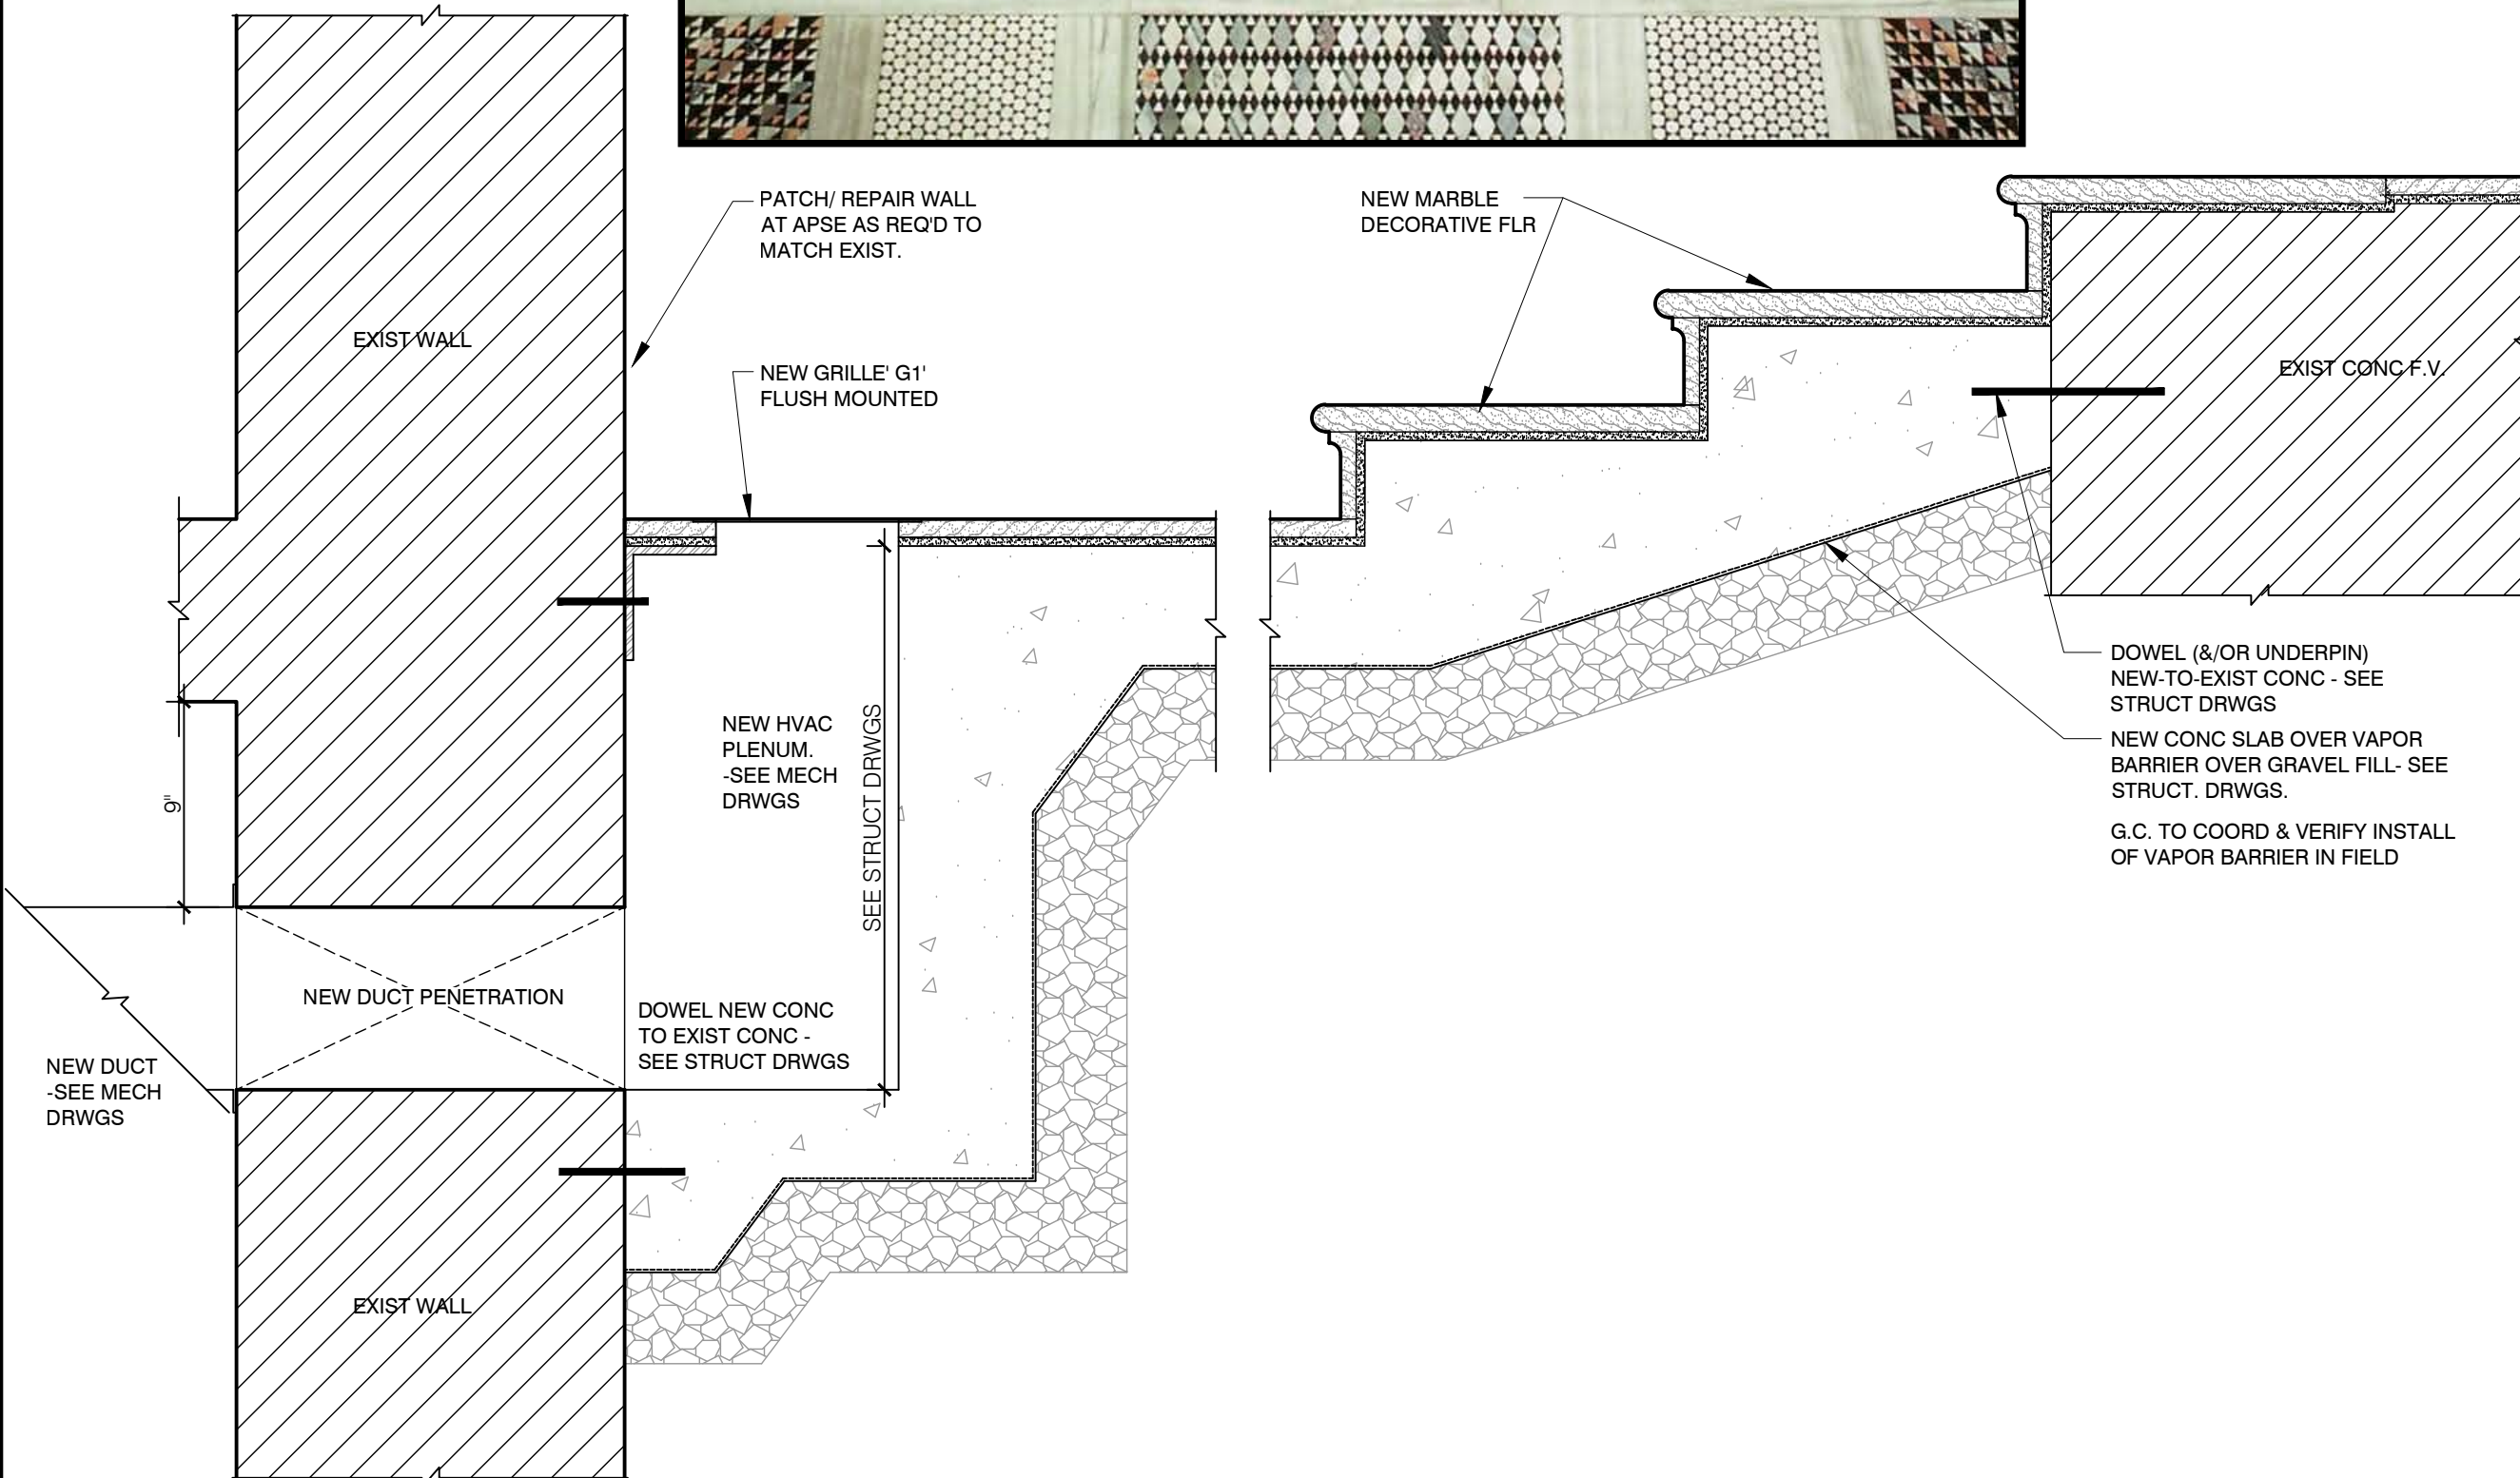 PATCH/ REPAIR WALL
AT APSE AS REQ'D TO
MATCH EXIST.
NEW MARBLE
DECORATIVE FLR
EXIST WALL
NEW GRILLE' G1'
FLUSH MOUNTED
EXIST CONC F.V.
DOWEL (&/OR UNDERPIN)
NEW-TO-EXIST CONC - SEE
STRUCT DRWGS
NEW CONC SLAB OVER VAPOR
BARRIER OVER GRAVEL FILL- SEE
STRUCT. DRWGS.
G.C. TO COORD & VERIFY INSTALL
OF VAPOR BARRIER IN FIELD
NEW HVAC
PLENUM.
-SEE MECH
DRWGS
SEE STRUCT DRWGS
9"
NEW DUCT PENETRATION
DOWEL NEW CONC
TO EXIST CONC -
SEE STRUCT DRWGS
NEW DUCT
-SEE MECH
DRWGS
EXIST WALL